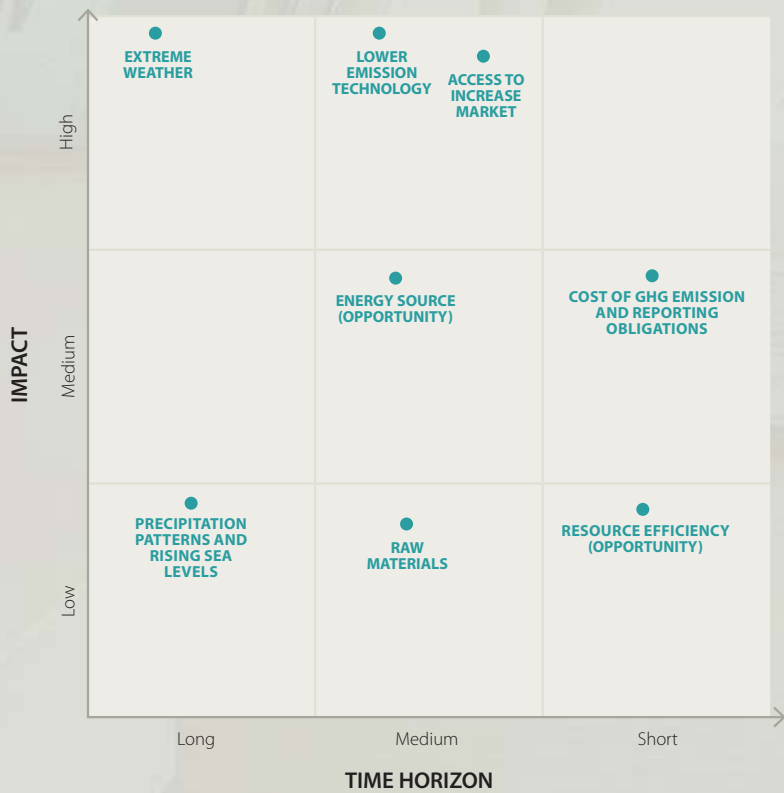 EXTREME
WEATHER
LOWER
EMISSION
TECHNOLOGY
ACCESS TO
INCREASE
MARKET
High
ENERGY SOURCE
(OPPORTUNITY)
COST OF GHG EMISSION
AND REPORTING
OBLIGATIONS
IMPACT
Medium
PRECIPITATION
PATTERNS AND
RISING SEA
LEVELS
RAW
MATERIALS
RESOURCE EFFICIENCY
(OPPORTUNITY)
Low
Long
Medium
Short
TIME HORIZON